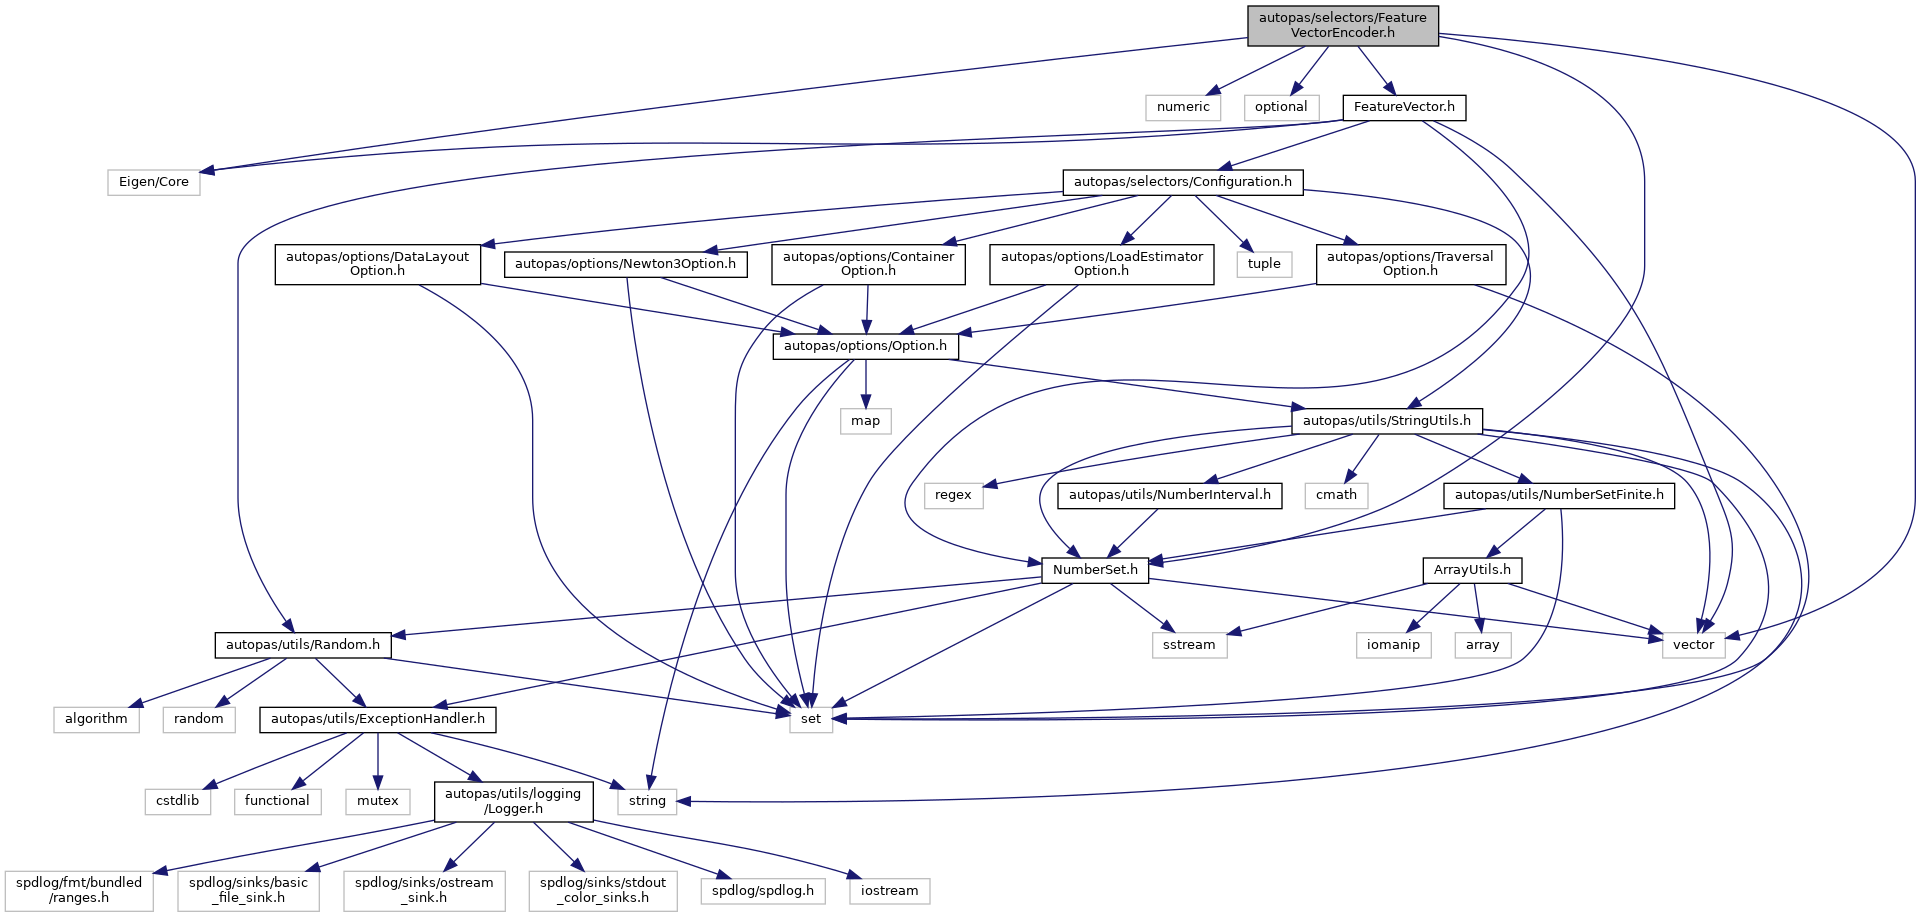 autopas/selectors/Feature
VectorEncoder.h
numeric
optional
FeatureVector.h
Eigen/Core
autopas/selectors/Configuration.h
autopas/options/DataLayout
Option.h
autopas/options/Newton3Option.h
autopas/options/Container
Option.h
autopas/options/LoadEstimator
Option.h
tuple
autopas/options/Traversal
Option.h
autopas/options/Option.h
map
autopas/utils/StringUtils.h
regex
autopas/utils/NumberInterval.h
cmath
autopas/utils/NumberSetFinite.h
NumberSet.h
ArrayUtils.h
autopas/utils/Random.h
sstream
iomanip
array
vector
algorithm
random
autopas/utils/ExceptionHandler.h
set
cstdlib
functional
mutex
autopas/utils/logging
/Logger.h
string
spdlog/fmt/bundled
/ranges.h
spdlog/sinks/basic
_file_sink.h
spdlog/sinks/ostream
_sink.h
spdlog/sinks/stdout
_color_sinks.h
spdlog/spdlog.h
iostream